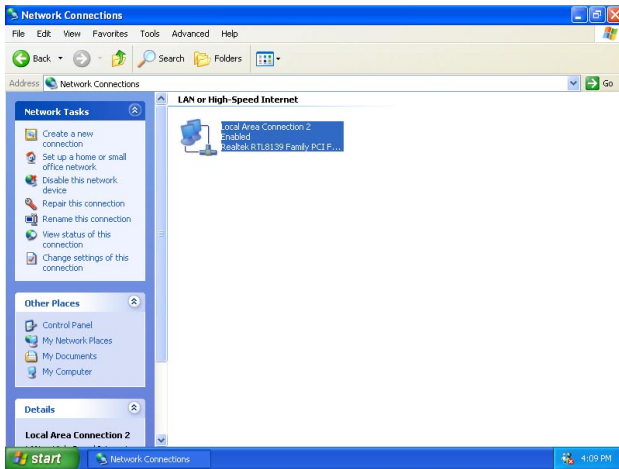 Network Connections
File Edit View Favorites Tools Advanced Help
Back Search Folders
Address Network Connections Go
Network Tasks
Create a new
connection
Set up a home or small
office network
Disable this network
device
Repair this connection
Rename this connection
View status of this
connection
Change settings of this
connection
Other Places
Control Panel
My Network Places
My Documents
My Computer
Details
Local Area Connection 2
LAN or High-Speed Internet
Local Area Connection 2
Enabled
Realtek RTL8139 Family PCI F...
start Network Connections 4:09 PM